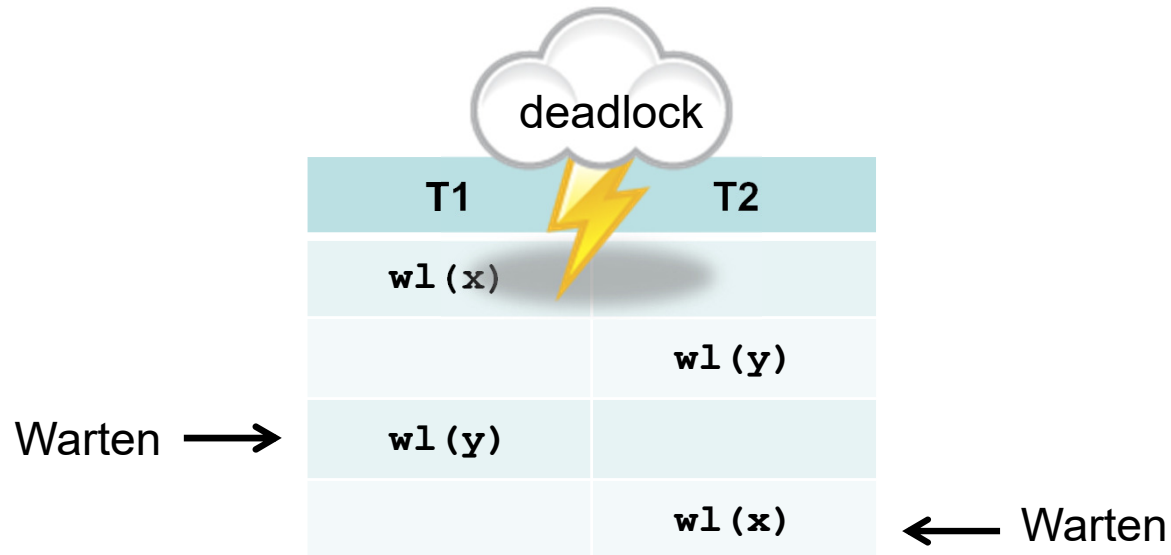 deadlock
T1 T2
wl(x)
wl(y)
Warten wl(y)
wl(x) Warten